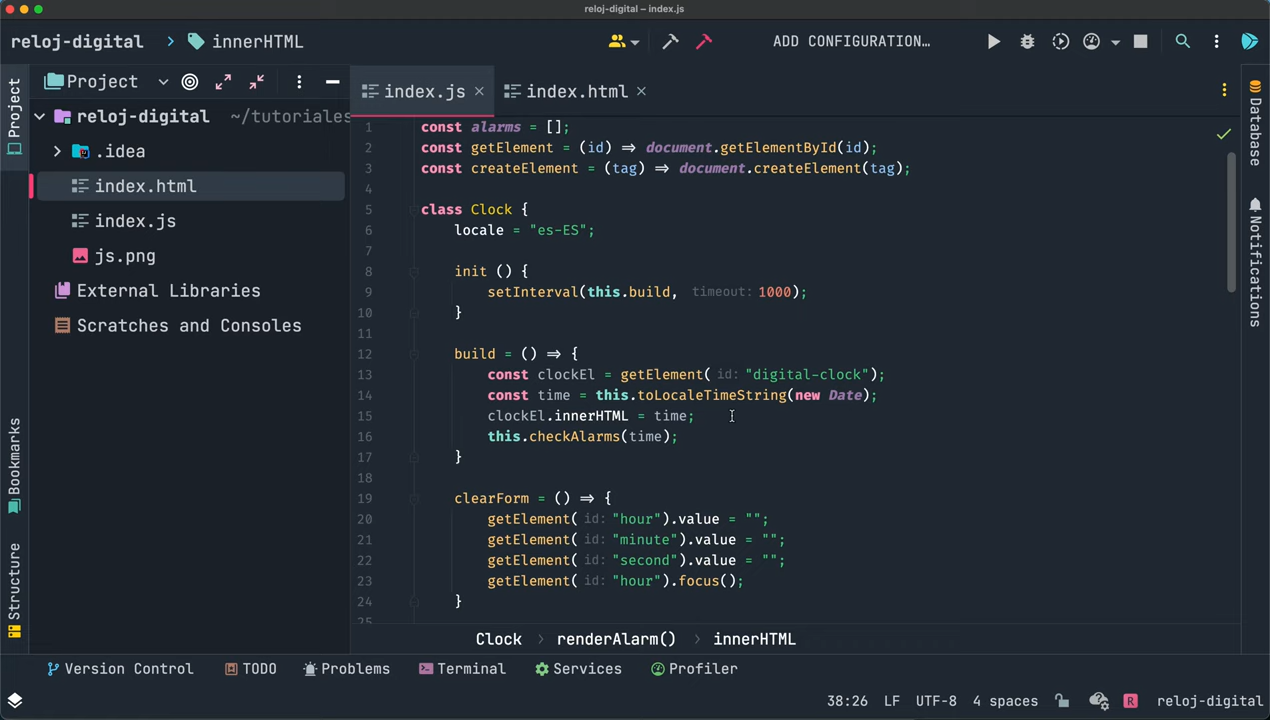 reloj-digital – index.js
reloj-digital > innerHTML
ADD CONFIGURATION…
Project
index.js
index.html
Project
reloj-digital ~/tutoriales
.idea
index.html
index.js
js.png
External Libraries
Scratches and Consoles
Bookmarks
Structure
1 const alarms = [];
2 const getElement = (id) => document.getElementById(id);
3 const createElement = (tag) => document.createElement(tag);
4
5 class Clock {
6 locale = "es-ES";
7
8 init () {
9 setInterval(this.build, timeout: 1000);
10 }
11
12 build = () => {
13 const clockEl = getElement( id: "digital-clock");
14 const time = this.toLocaleTimeString(new Date);
15 clockEl.innerHTML = time;
16 this.checkAlarms(time);
17 }
18
19 clearForm = () => {
20 getElement( id: "hour").value = "";
21 getElement( id: "minute").value = "";
22 getElement( id: "second").value = "";
23 getElement( id: "hour").focus();
24 }
25
Database
Notifications
Clock > renderAlarm() > innerHTML
Version Control
TODO
Problems
Terminal
Services
Profiler
38:26 LF UTF-8 4 spaces R reloj-digital